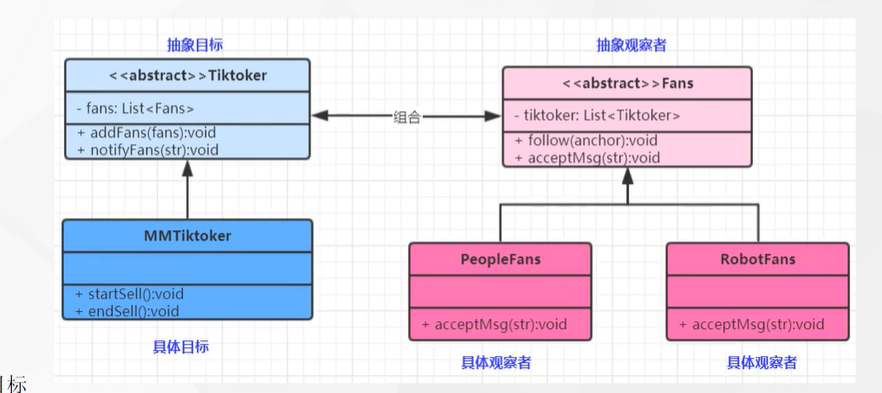 抽象目标
<<abstract>>Tiktoker
- fans: List<Fans>
+ addFans(fans):void
+ notifyFans(str):void
组合
抽象观察者
<<abstract>>Fans
- tiktoker: List<Tiktoker>
+ follow(anchor):void
+ acceptMsg(str):void
MMTiktoker
+ startSell():void
+ endSell():void
具体目标
PeopleFans
+ acceptMsg(str):void
具体观察者
RobotFans
+ acceptMsg(str):void
具体观察者
标